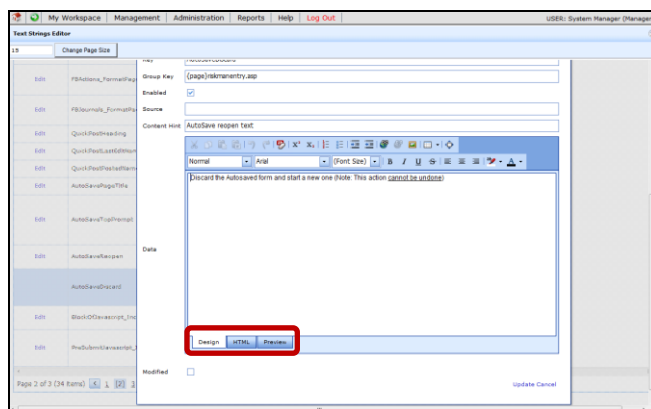 My Workspace Management Administration Reports Help Log Out USER: System Manager (Manager
Text Strings Editor
15 Change Page Size
Key AutoSaveDiscard
Edit FBActions_FormatPag Group Key {page}riskmanentry.asp
Enabled
Edit FBJournals_FormatPa Source
Content Hint AutoSave reopen text
Edit QuickPostHeading
Edit QuickPostLastEditNam
Normal Arial (Font Size) B I U S A
Edit QuickPostPostedName
Discard the Autosaved form and start a new one (Note: This action cannot be undone)
Edit AutoSavePageTitle
Edit AutoSaveTopPrompt
Data
Edit AutoSaveReopen
AutoSaveDiscard
Edit BlockOfJavascript_Inc
Design HTML Preview
Edit PreSubmitJavascript_
Modified
Page 2 of 3 (34 items) < 1 [2] 3
Update Cancel